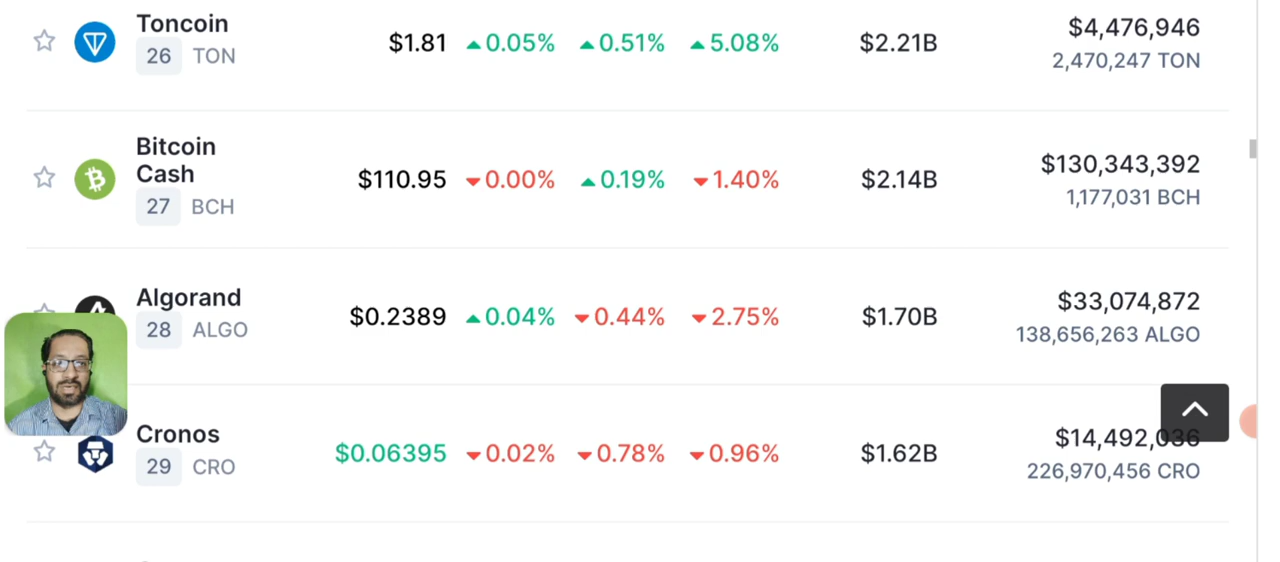 Toncoin
26 TON
$1.81 ▲0.05% ▲0.51% ▲5.08% $2.21B
$4,476,946
2,470,247 TON
Bitcoin
Cash
27 BCH
$110.95 ▼0.00% ▲0.19% ▼1.40% $2.14B
$130,343,392
1,177,031 BCH
Algorand
28 ALGO
$0.2389 ▲0.04% ▼0.44% ▼2.75% $1.70B
$33,074,872
138,656,263 ALGO
Cronos
29 CRO
$0.06395 ▼0.02% ▼0.78% ▼0.96% $1.62B
$14,492,036
226,970,456 CRO